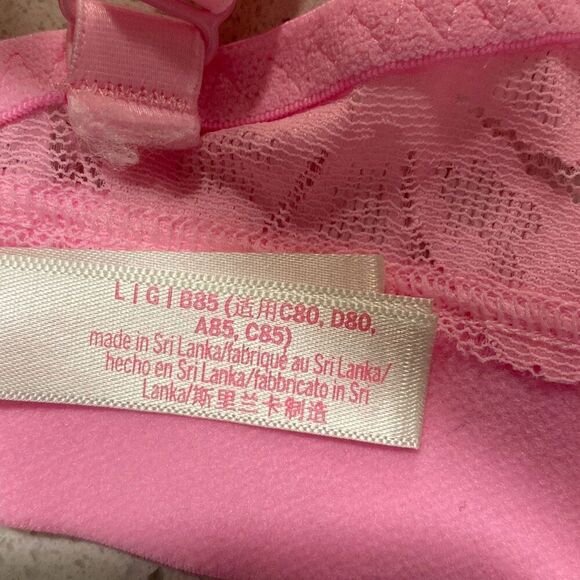 L | G | B85 (适用C80, D80,
A85, C85)
made in Sri Lanka/fabriqué au Sri Lanka/
hecho en Sri Lanka/fabbricato in Sri
Lanka/斯里兰卡制造